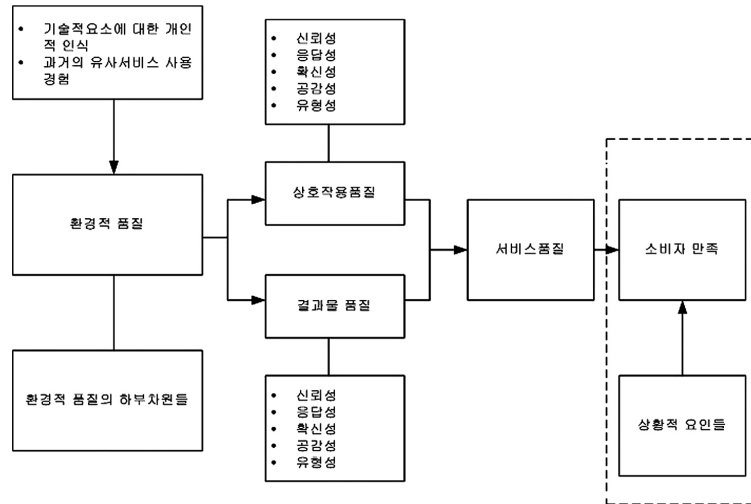 • 기술적요소에 대한 개인
적 인식
• 과거의 유사서비스 사용
경험
• 신뢰성
• 응답성
• 확신성
• 공감성
• 유형성
환경적 품질
상호작용품질
서비스품질
소비자 만족
결과물 품질
환경적 품질의 하부차원들
• 신뢰성
• 응답성
• 확신성
• 공감성
• 유형성
상황적 요인들